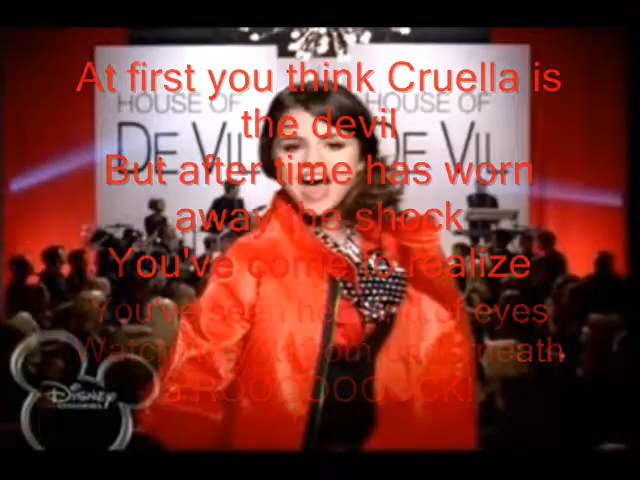 At first you think Cruella is
the devil
But after time has worn
away the shock
You've come to realize
You've seen her kind of eyes
Watching you from underneath
a ROOOOOOOCK!
HOUSE OF
DE VIL
HOUSE OF
DE VIL
Disney
CHANNEL